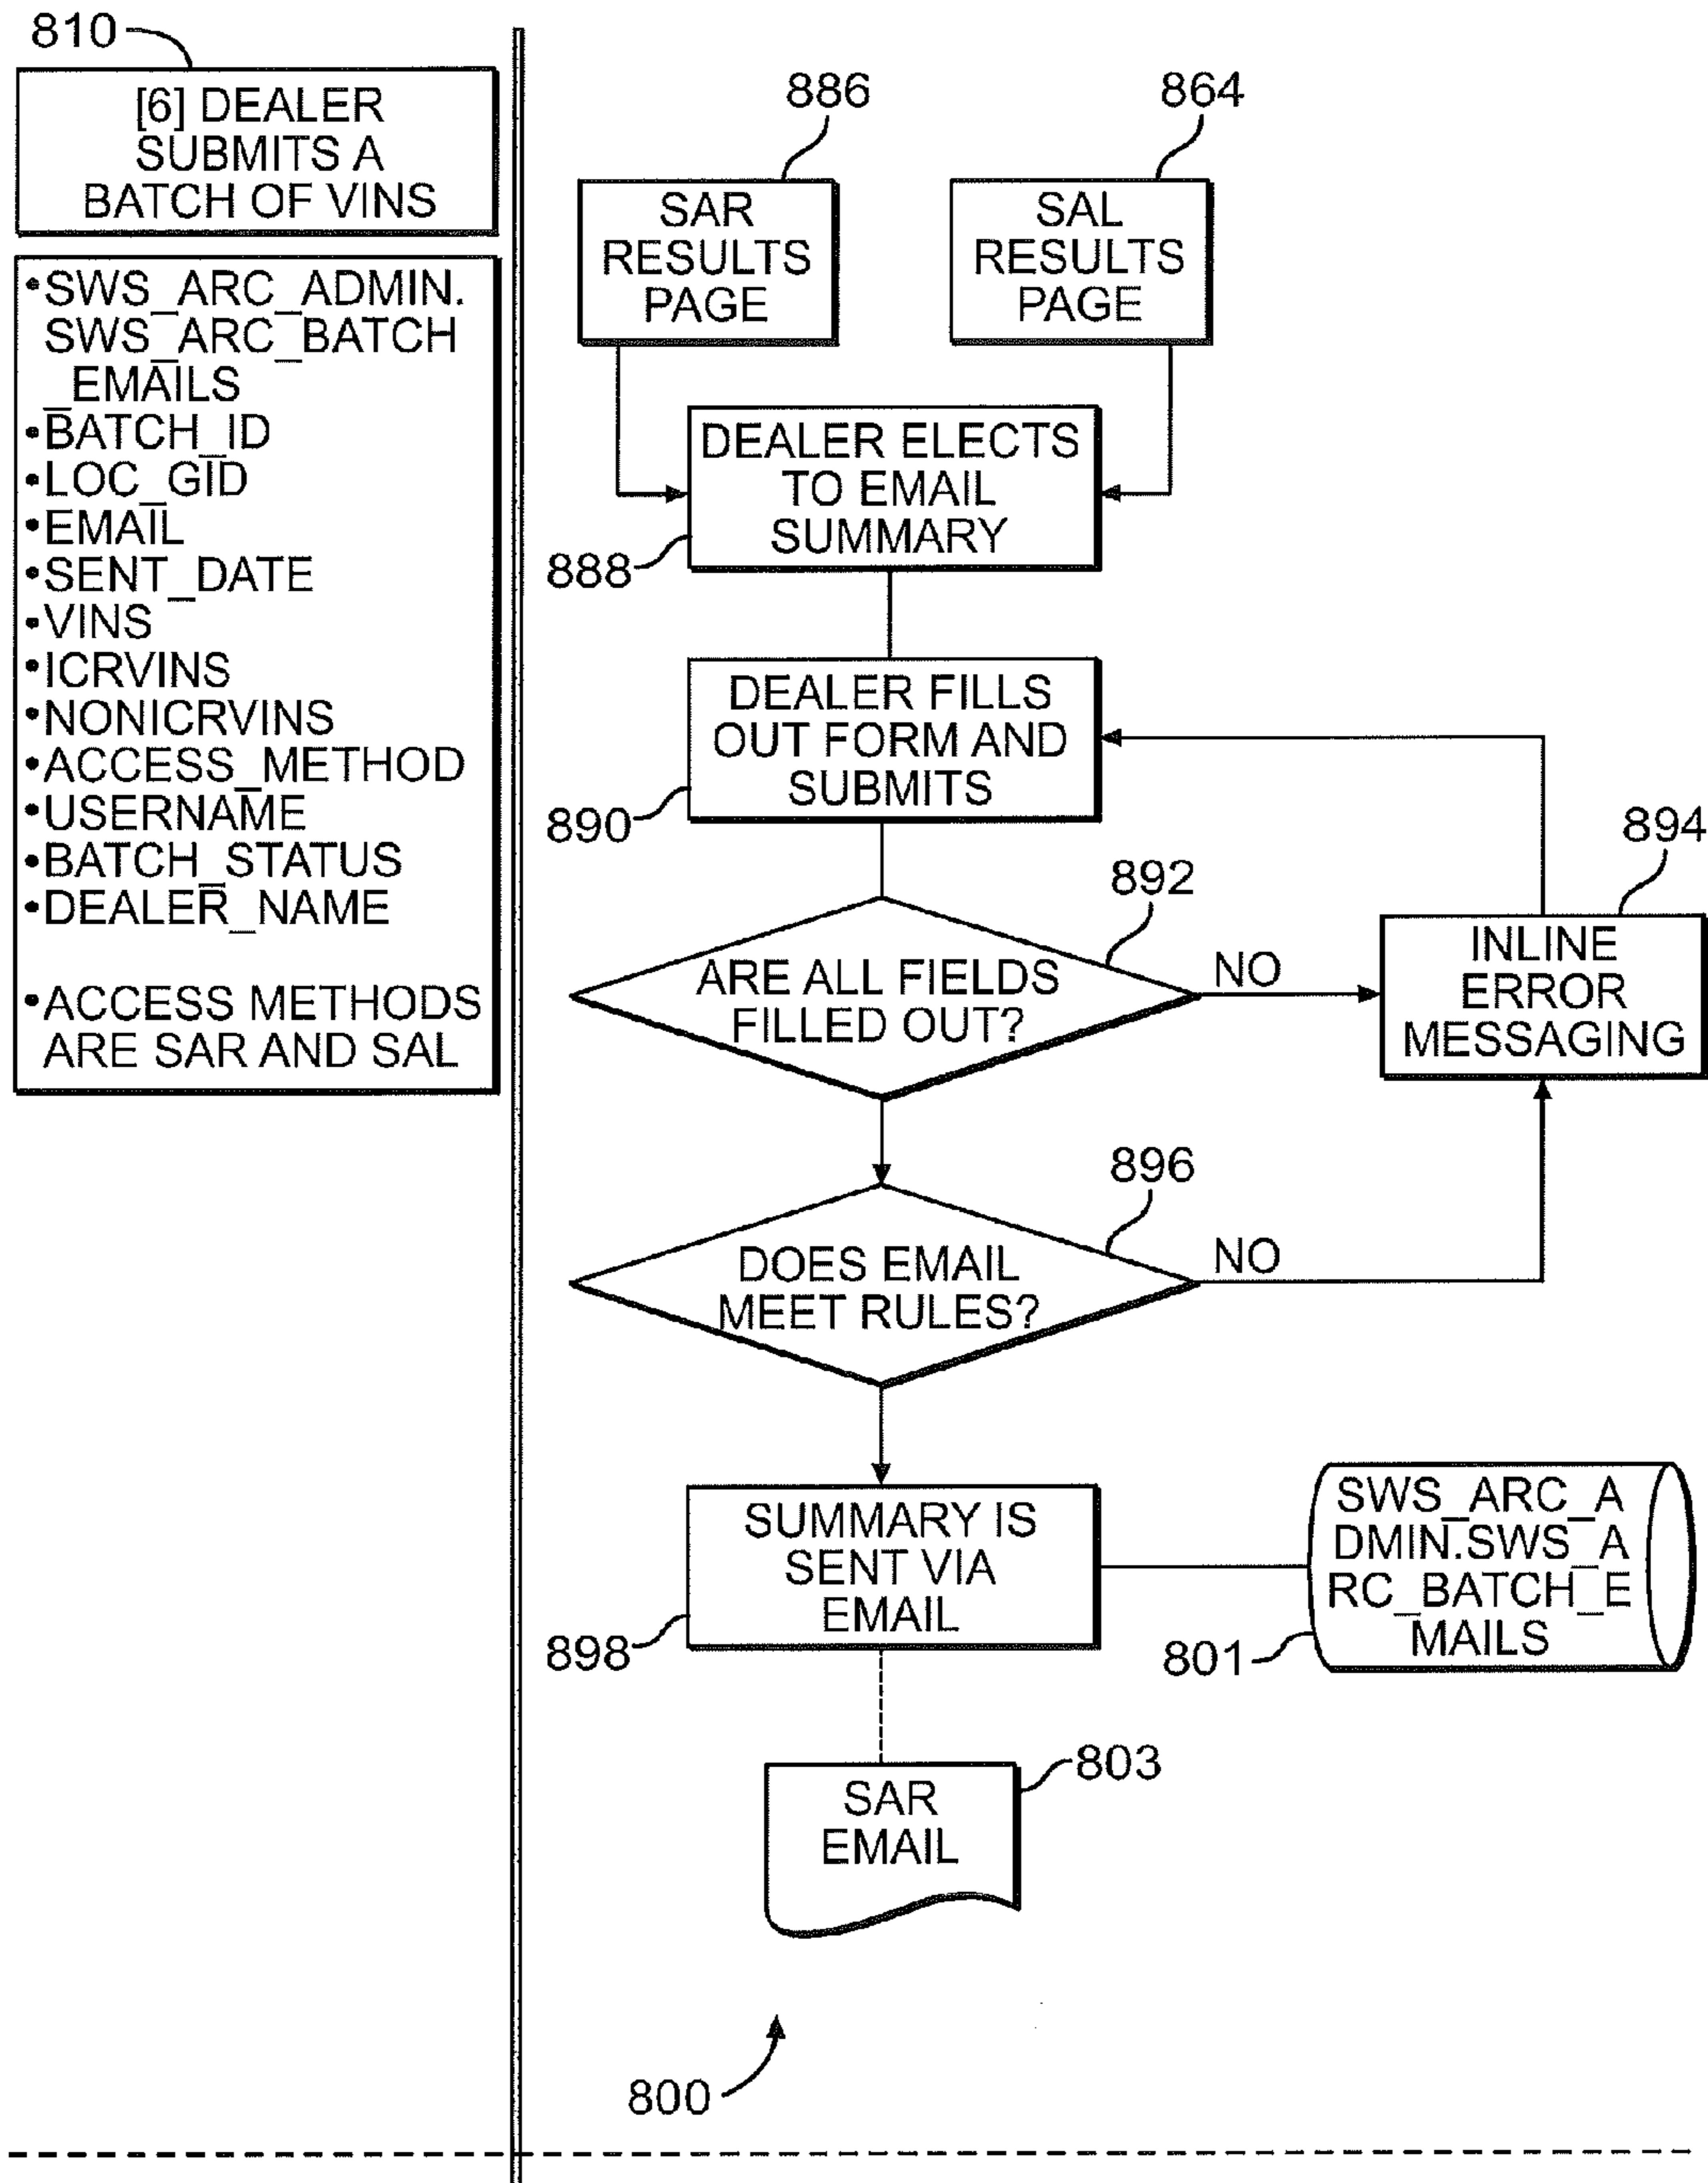 810
[6] DEALER
SUBMITS A
BATCH OF VINS
•SWS_ARC_ADMIN.
SWS_ARC_BATCH
_EMAILS
•BATCH_ID
•LOC_GID
•EMAIL
•SENT_DATE
•VINS
•ICRVINS
•NONICRVINS
•ACCESS_METHOD
•USERNAME
•BATCH_STATUS
•DEALER_NAME
•ACCESS METHODS
ARE SAR AND SAL
886
SAR
RESULTS
PAGE
864
SAL
RESULTS
PAGE
DEALER ELECTS
TO EMAIL
SUMMARY
888
DEALER FILLS
OUT FORM AND
SUBMITS
890
892
ARE ALL FIELDS
FILLED OUT?
NO
894
INLINE
ERROR
MESSAGING
896
DOES EMAIL
MEET RULES?
NO
SUMMARY IS
SENT VIA
EMAIL
898
SWS_ARC_A
DMIN.SWS_A
RC_BATCH_E
MAILS
801
803
SAR
EMAIL
800